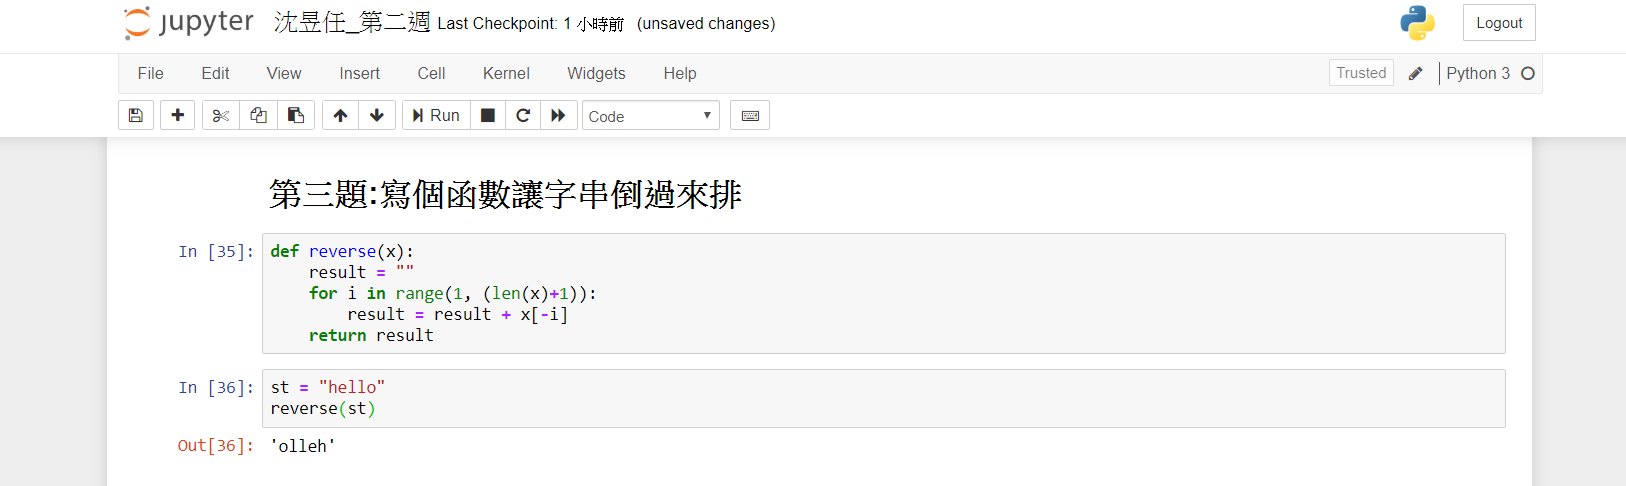 jupyter 沈昱任_第二週 Last Checkpoint: 1 小時前 (unsaved changes) Logout
File Edit View Insert Cell Kernel Widgets Help Trusted Python 3
Run Code
第三題:寫個函數讓字串倒過來排
In [35]: def reverse(x):
    result = ""
    for i in range(1, (len(x)+1)):
        result = result + x[-i]
    return result
In [36]: st = "hello"
reverse(st)
Out[36]: 'olleh'